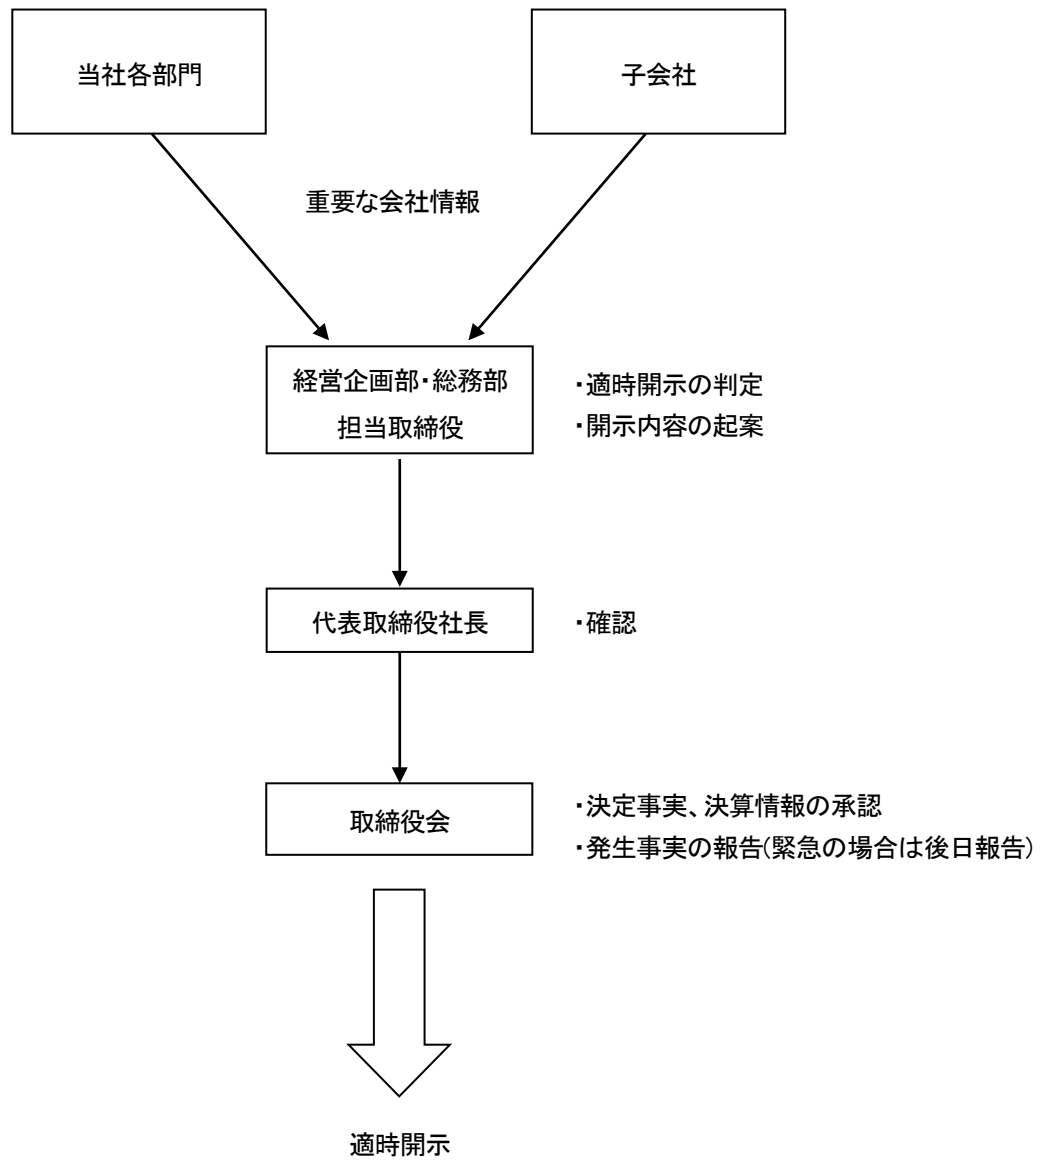 当社各部門
子会社
重要な会社情報
経営企画部・総務部
担当取締役
・適時開示の判定
・開示内容の起案
代表取締役社長
・確認
取締役会
・決定事実、決算情報の承認
・発生事実の報告(緊急の場合は後日報告)
適時開示